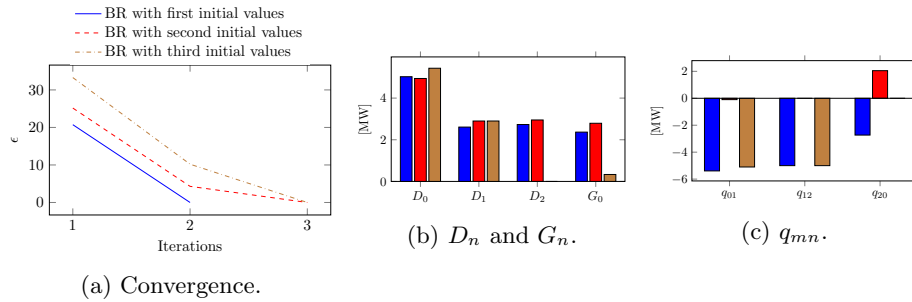 BR with first initial values
BR with second initial values
BR with third initial values
30
20
10
0
ϵ
1
2
3
Iterations
(a) Convergence.
4
2
0
[MW]
D₀
D₁
D₂
G₀
(b) Dₙ and Gₙ.
2
0
−2
−4
−6
[MW]
q₀₁
q₁₂
q₂₀
(c) qₘₙ.